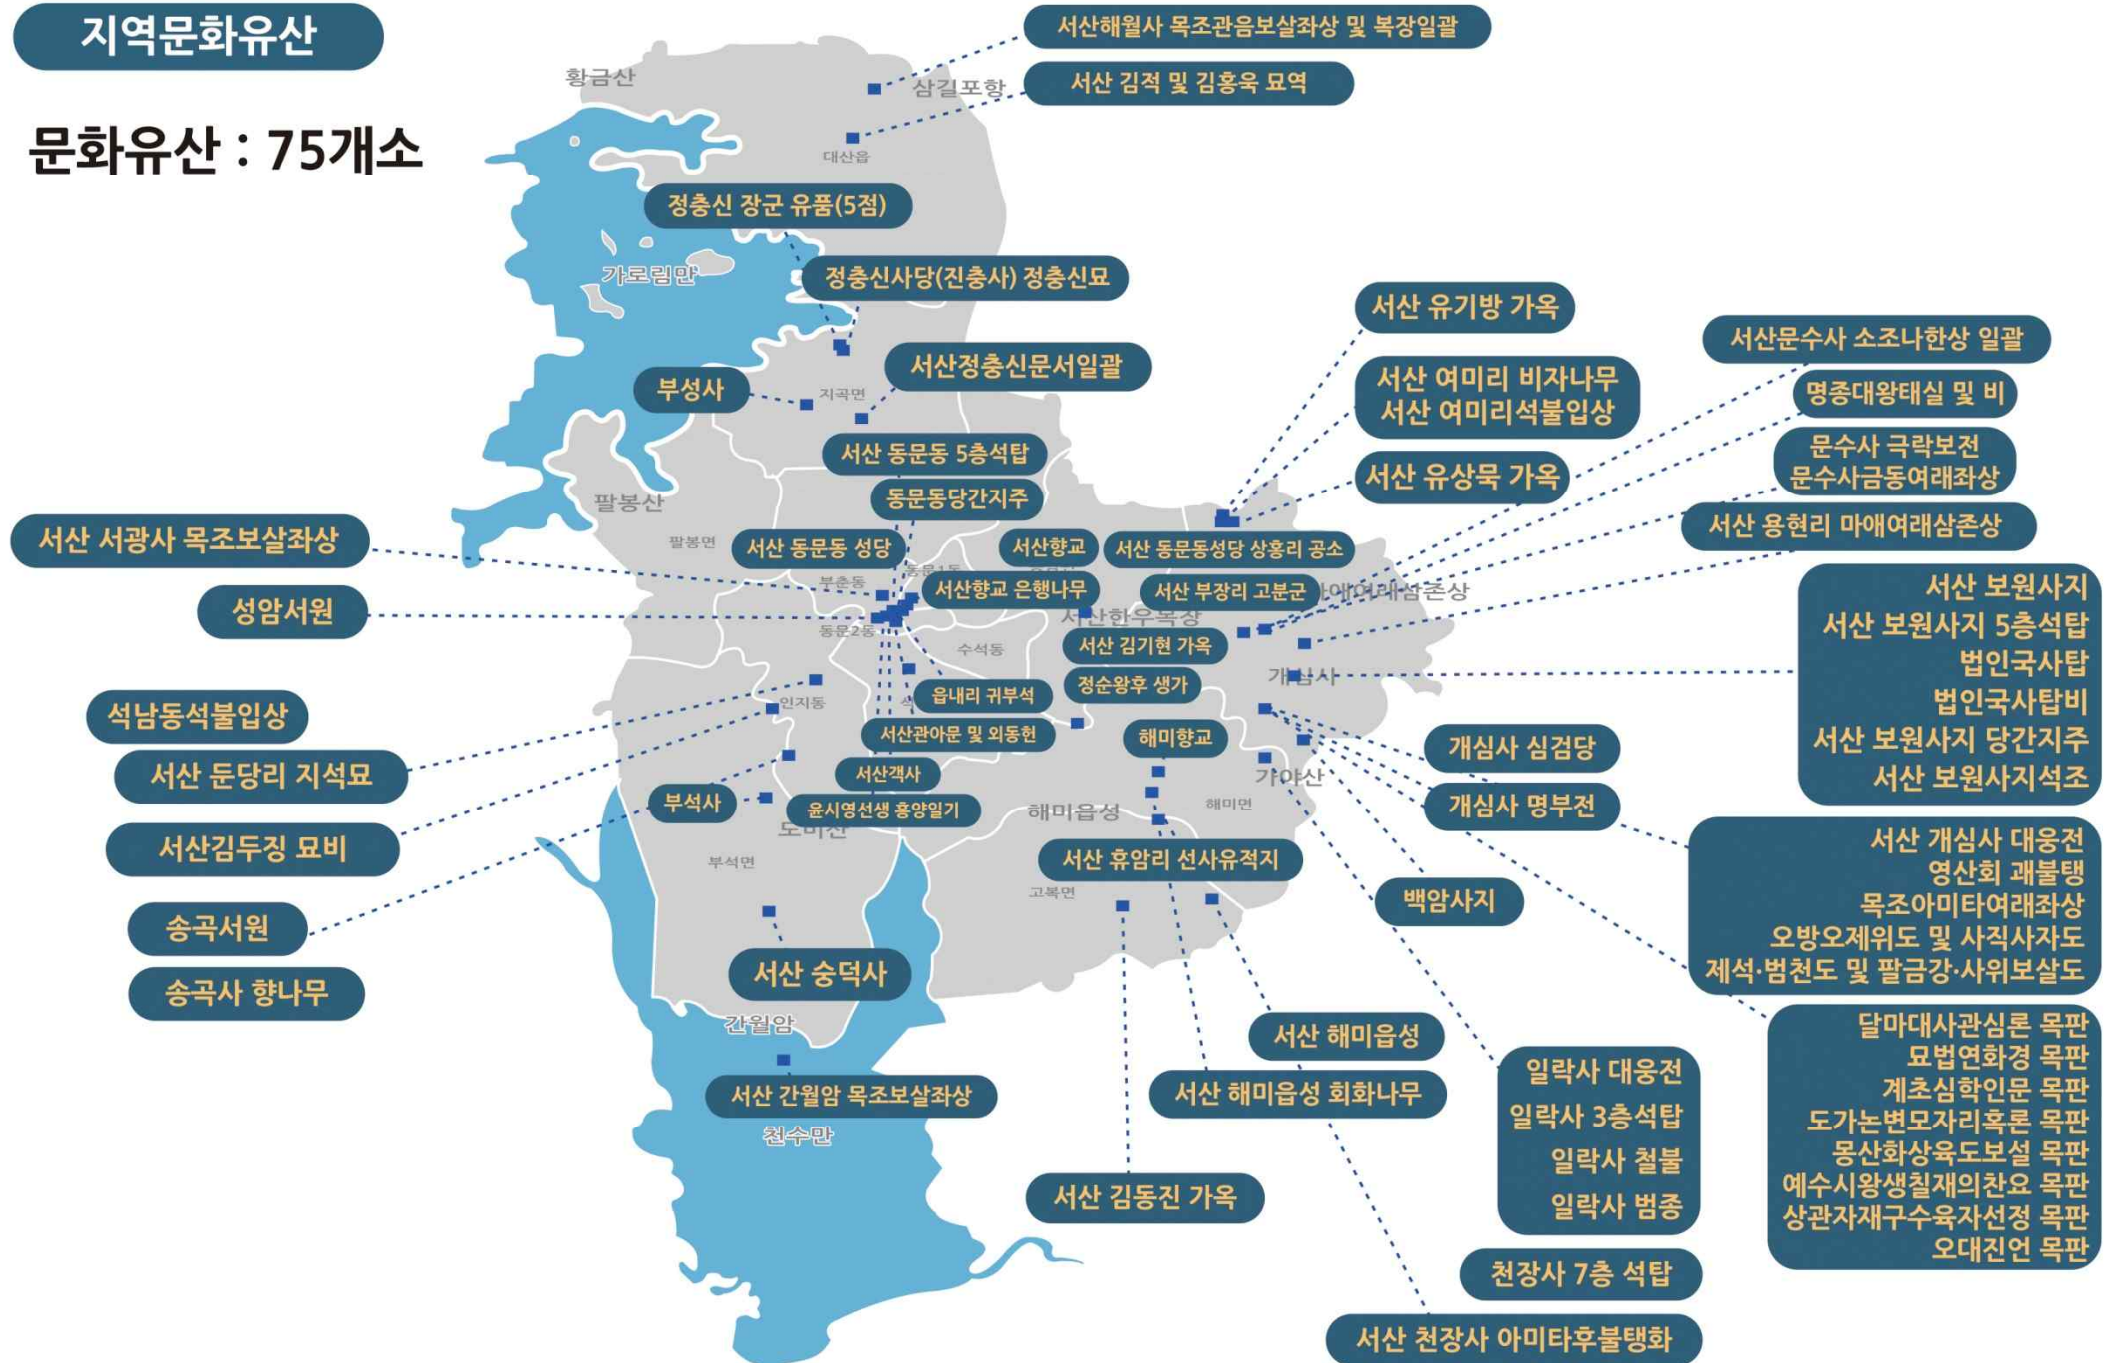 지역문화유산
문화유산 : 75개소
서산해월사 목조관음보살좌상 및 복장일괄
서산 김적 및 김홍욱 묘역
황금산
삼길포항
대산읍
정충신 장군 유품(5점)
가로림만
정충신사당(진충사) 정충신묘
서산 유기방 가옥
서산문수사 소조나한상 일괄
부성사
지곡면
서산정충신문서일괄
서산 여미리 비자나무
서산 여미리석불입상
명종대왕태실 및 비
서산 동문동 5층석탑
문수사 극락보전
문수사금동여래좌상
동문동당간지주
서산 유상묵 가옥
팔봉산
서산 용현리 마애여래삼존상
서산 서광사 목조보살좌상
팔봉면
서산 동문동 성당
서산향교
서산 동문동성당 상홍리 공소
부춘동
동문1동
서산향교 은행나무
서산 부장리 고분군
마애여래삼존상
성암서원
동문2동
서산한우목장
수석동
서산 김기현 가옥
개심사
서산 보원사지
서산 보원사지 5층석탑
법인국사탑
법인국사탑비
서산 보원사지 당간지주
서산 보원사지석조
석남동석불입상
인지동
석
읍내리 귀부석
정순왕후 생가
서산관아문 및 외동헌
해미향교
개심사 심검당
서산 둔당리 지석묘
서산객사
가야산
부석사
윤시영선생 홍양일기
해미읍성
해미면
개심사 명부전
도비산
서산김두징 묘비
부석면
서산 휴암리 선사유적지
고북면
서산 개심사 대웅전
영산회 괘불탱
목조아미타여래좌상
오방오제위도 및 사직사자도
제석·범천도 및 팔금강·사위보살도
백암사지
송곡서원
송곡사 향나무
서산 숭덕사
간월암
서산 간월암 목조보살좌상
천수만
서산 해미읍성
서산 해미읍성 회화나무
서산 김동진 가옥
일락사 대웅전
일락사 3층석탑
일락사 철불
일락사 범종
달마대사관심론 목판
묘법연화경 목판
계초심학인문 목판
도가논변모자리혹론 목판
몽산화상육도보설 목판
예수시왕생칠재의찬요 목판
상관자재구수육자선정 목판
오대진언 목판
천장사 7층 석탑
서산 천장사 아미타후불탱화